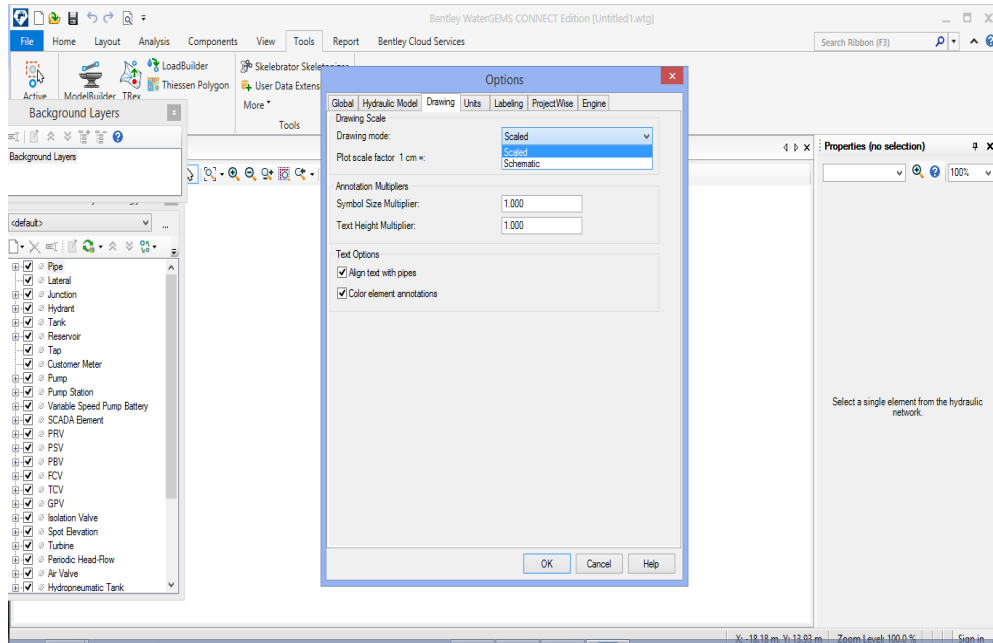 Bentley WaterGEMS CONNECT Edition [Untitled1.wtg]
File Home Layout Analysis Components View Tools Report Bentley Cloud Services
Search Ribbon (F3)
LoadBuilder
Thiessen Polygon
Skelebrator
User Data Extens
Active ModelBuilder TRex
More
Tools
Background Layers
Background Layers
<default>
...
Pipe
Lateral
Junction
Hydrant
Tank
Reservoir
Tap
Customer Meter
Pump
Pump Station
Variable Speed Pump Battery
SCADA Element
PRV
PSV
PBV
FCV
TCV
GPV
Isolation Valve
Spot Elevation
Turbine
Periodic Head-Flow
Air Valve
Hydropneumatic Tank
Options
Global Hydraulic Model Drawing Units Labeling ProjectWise Engine
Drawing Scale
Drawing mode: Scaled
Scaled
Schematic
Plot scale factor 1 cm =:
Annotation Multipliers
Symbol Size Multiplier: 1.000
Text Height Multiplier: 1.000
Text Options
Align text with pipes
Color element annotations
OK Cancel Help
Properties (no selection)
100%
Select a single element from the hydraulic
network.
X: -18.18 m, Y: 13.93 m Zoom Level: 100.0 % Sign in